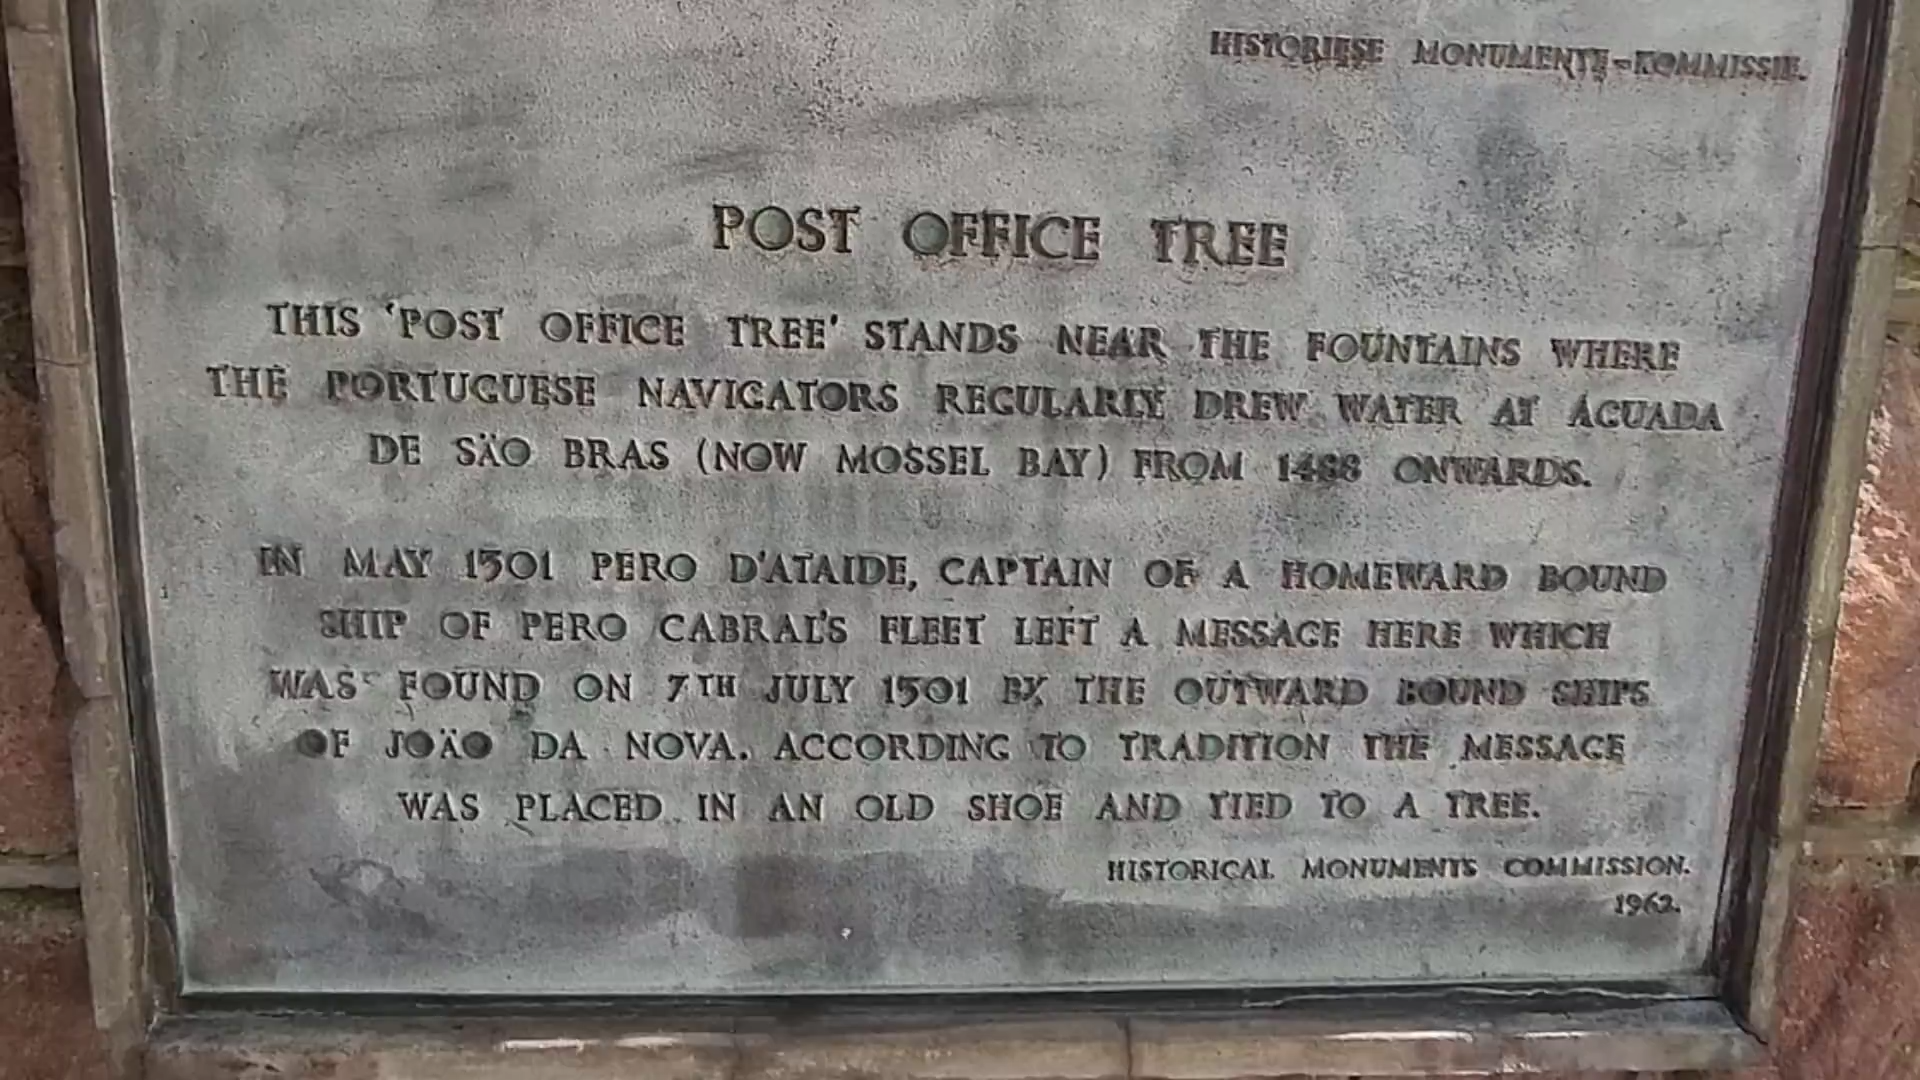 HISTORIESE MONUMENTE-KOMMISSIE.
POST OFFICE TREE
THIS 'POST OFFICE TREE' STANDS NEAR THE FOUNTAINS WHERE
THE PORTUGUESE NAVIGATORS REGULARLY DREW WATER AT ÁGUADA
DE SÄO BRAS (NOW MOSSEL BAY) FROM 1488 ONWARDS.
IN MAY 1501 PERO D'ATAIDE, CAPTAIN OF A HOMEWARD BOUND
SHIP OF PERO CABRAL'S FLEET LEFT A MESSAGE HERE WHICH
WAS FOUND ON 7TH JULY 1501 BY THE OUTWARD BOUND SHIPS
OF JOÄO DA NOVA. ACCORDING TO TRADITION THE MESSAGE
WAS PLACED IN AN OLD SHOE AND TIED TO A TREE.
HISTORICAL MONUMENTS COMMISSION.
1962.